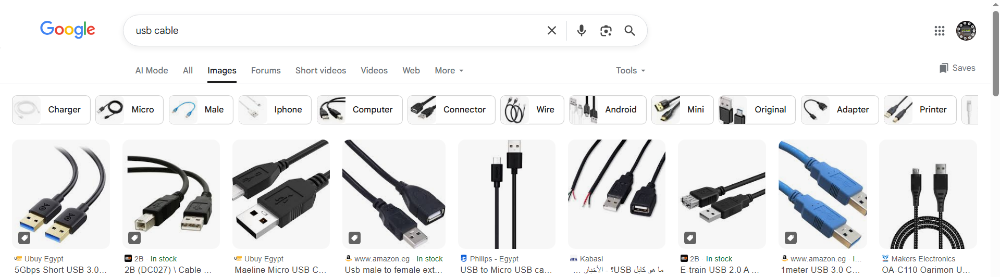 Google
usb cable
AI Mode All Images Forums Short videos Videos Web More Tools
Saves
Charger Micro Male Iphone Computer Connector Wire Android Mini Original Adapter Printer
Ubuy Egypt
5Gbps Short USB 3.0...
2B · In stock
2B (DC027) \ Cable ...
Ubuy Egypt
Maeline Micro USB C...
www.amazon.eg · In stock
Usb male to female ext...
Philips - Egypt
USB to Micro USB ca...
Kabasi
ما هو كابل USB؟ - الأخبار ...
2B · In stock
E-train USB 2.0 A ...
www.amazon.eg · I...
1meter USB 3.0 C...
Makers Electronics
OA-C110 Oarimon U...